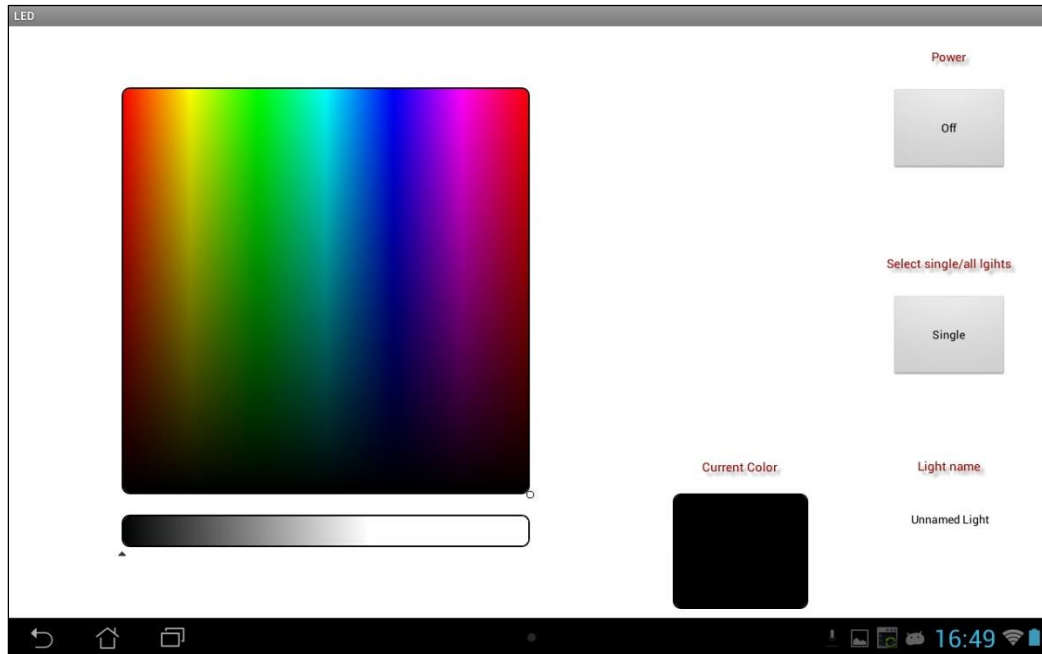 LED
Power
Off
Select single/all lgihts
Single
Current Color
Light name
Unnamed Light
16:49